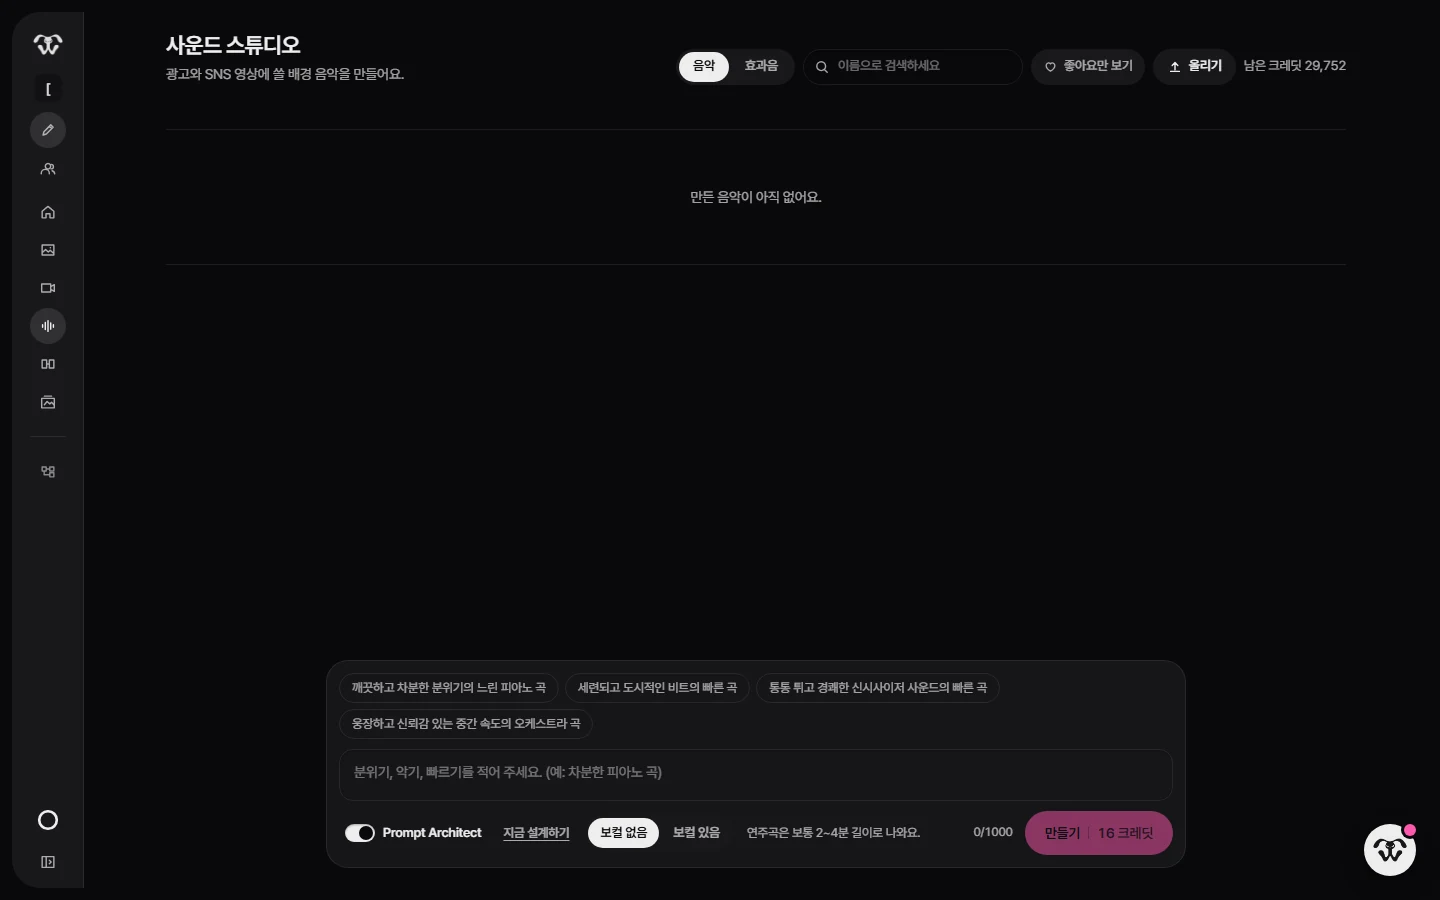 사운드 스튜디오
광고와 SNS 영상에 쓸 배경 음악을 만들어요.
음악
효과음
이름으로 검색하세요
좋아요만 보기
올리기
남은 크레딧 29,752
[
만든 음악이 아직 없어요.
깨끗하고 차분한 분위기의 느린 피아노 곡
세련되고 도시적인 비트의 빠른 곡
통통 튀고 경쾌한 신시사이저 사운드의 빠른 곡
웅장하고 신뢰감 있는 중간 속도의 오케스트라 곡
분위기, 악기, 빠르기를 적어 주세요. (예: 차분한 피아노 곡)
Prompt Architect
지금 설계하기
보컬 없음
보컬 있음
연주곡은 보통 2~4분 길이로 나와요.
0/1000
만들기
16 크레딧